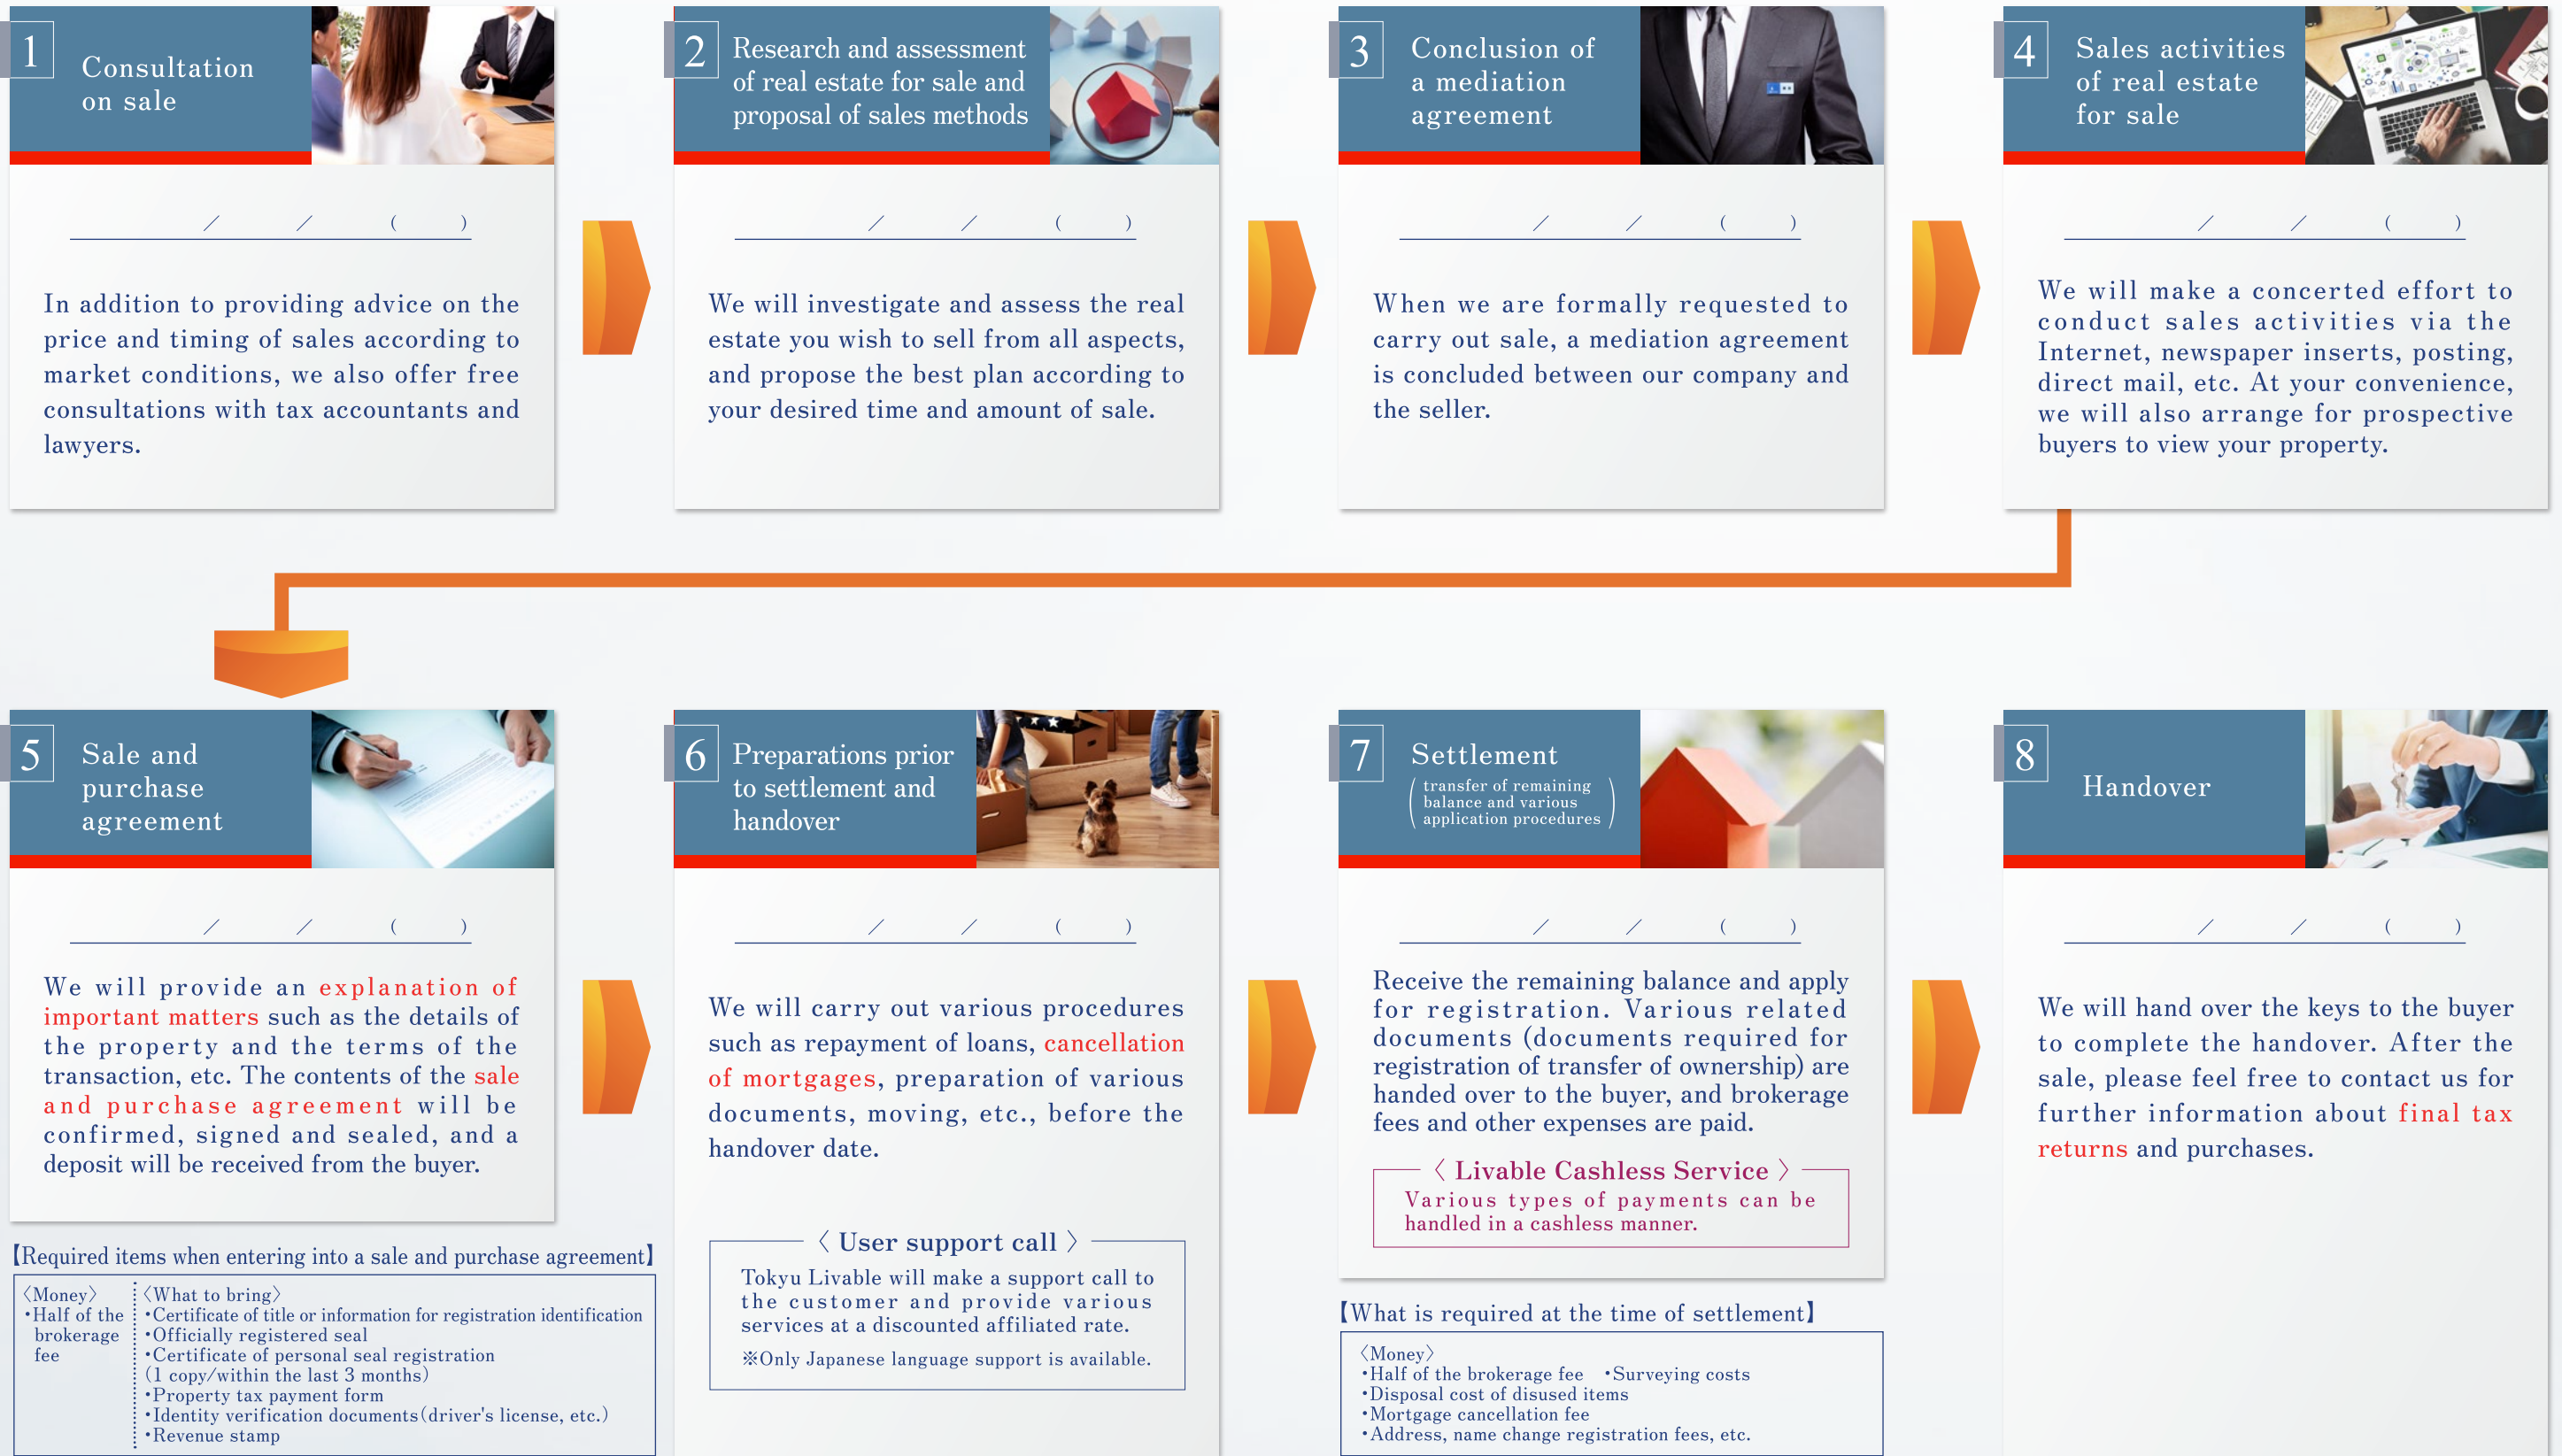 1
Consultation
on sale
/ / ( )
In addition to providing advice on the
price and timing of sales according to
market conditions, we also offer free
consultations with tax accountants and
lawyers.
2
Research and assessment
of real estate for sale and
proposal of sales methods
/ / ( )
We will investigate and assess the real
estate you wish to sell from all aspects,
and propose the best plan according to
your desired time and amount of sale.
3
Conclusion of
a mediation
agreement
/ / ( )
When we are formally requested to
carry out sale, a mediation agreement
is concluded between our company and
the seller.
4
Sales activities
of real estate
for sale
/ / ( )
We will make a concerted effort to
conduct sales activities via the
Internet, newspaper inserts, posting,
direct mail, etc. At your convenience,
we will also arrange for prospective
buyers to view your property.
5
Sale and
purchase
agreement
/ / ( )
We will provide an explanation of
important matters such as the details of
the property and the terms of the
transaction, etc. The contents of the sale
and purchase agreement will be
confirmed, signed and sealed, and a
deposit will be received from the buyer.
【Required items when entering into a sale and purchase agreement】
〈Money〉
・Half of the
brokerage
fee
〈What to bring〉
・Certificate of title or information for registration identification
・Officially registered seal
・Certificate of personal seal registration
(1 copy/within the last 3 months)
・Property tax payment form
・Identity verification documents(driver's license, etc.)
・Revenue stamp
6
Preparations prior
to settlement and
handover
/ / ( )
We will carry out various procedures
such as repayment of loans, cancellation
of mortgages, preparation of various
documents, moving, etc., before the
handover date.
〈 User support call 〉
Tokyu Livable will make a support call to
the customer and provide various
services at a discounted affiliated rate.
※Only Japanese language support is available.
7
Settlement
(transfer of remaining
balance and various
application procedures)
/ / ( )
Receive the remaining balance and apply
for registration. Various related
documents (documents required for
registration of transfer of ownership) are
handed over to the buyer, and brokerage
fees and other expenses are paid.
〈 Livable Cashless Service 〉
Various types of payments can be
handled in a cashless manner.
【What is required at the time of settlement】
〈Money〉
・Half of the brokerage fee ・Surveying costs
・Disposal cost of disused items
・Mortgage cancellation fee
・Address, name change registration fees, etc.
8
Handover
/ / ( )
We will hand over the keys to the buyer
to complete the handover. After the
sale, please feel free to contact us for
further information about final tax
returns and purchases.